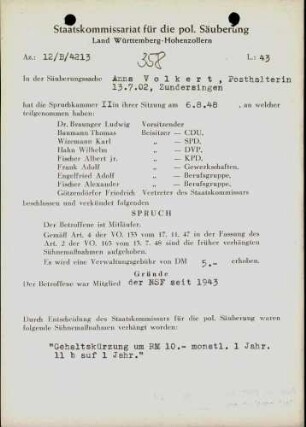 Staatskommissariat für die pol. Säuberung
Land Württemberg-Hohenzollern
Az.: 12/B/4213 358 L: 43
In der Säuberungssache Anna Volkert, Posthalterin
13.7.02, Zundersingen
hat die Spruchkammer II in ihrer Sitzung am 6.8.48, an welcher
teilgenommen haben:
Dr. Besanger Ludwig Vorsitzender
Baumann Thomas Beisitzer — CDU,
Wizemann Karl „ — SPD,
Hahn Wilhelm „ — DVP,
Fischer Albert jr. „ — KPD,
Frank Adolf „ — Gewerkschaften,
Engelfried Adolf „ — Berufsgruppe,
Fischer Alexander „ — Berufsgruppe,
Friedrich Vertreter des Staatskommissars
beschlossen und verkündet folgenden
SPRUCH
Der Betroffene ist Mitläufer.
Gemäß Art. 4 der VO. 133 vom 17. 11. 47 in der Fassung des
Art. 2 der VO. 165 vom 13. 7. 48 sind die früher verhängten
Sühnemaßnahmen aufgehoben.
Es wird eine Verwaltungsgebühr von DM 5.- erhoben.
Gründe
Der Betroffene war Mitglied der NSF seit 1943
Durch Entscheidung des Staatskommissars für die pol. Säuberung waren
folgende Sühnemaßnahmen verhängt worden:
"Gehaltskürzung um RM 10.- monatl. 1 Jahr.
11 b auf 1 Jahr."